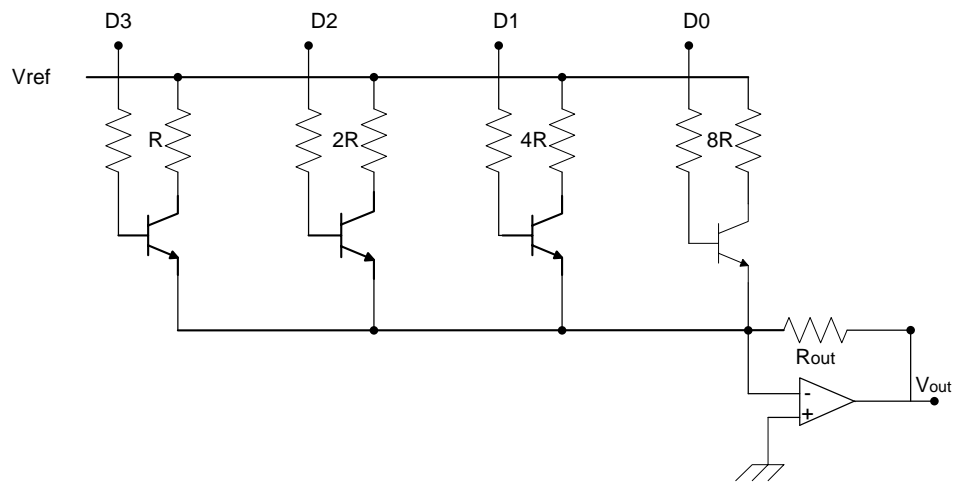 D3 D2 D1 D0
Vref
R 2R 4R 8R
Rout
Vout
-
+